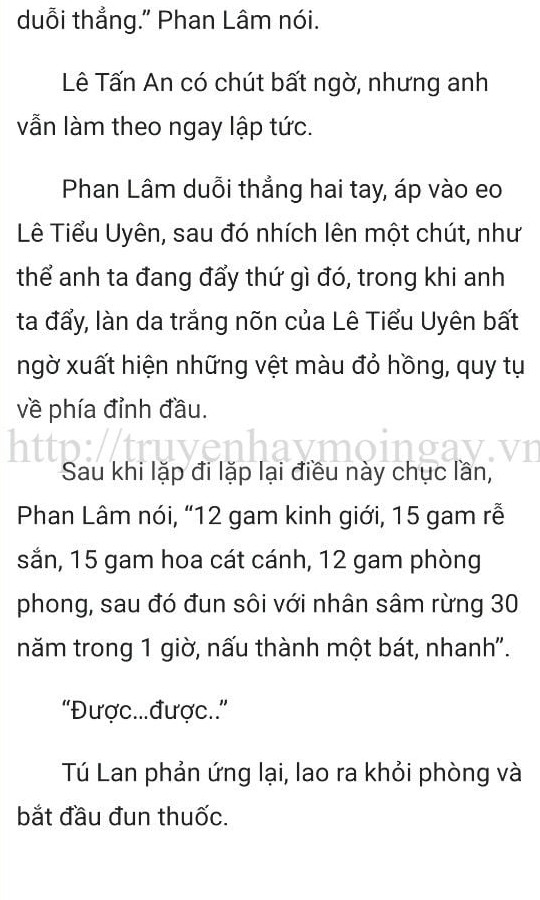 duỗi thẳng.” Phan Lâm nói.
Lê Tấn An có chút bất ngờ, nhưng anh
vẫn làm theo ngay lập tức.
Phan Lâm duỗi thẳng hai tay, áp vào eo
Lê Tiểu Uyên, sau đó nhích lên một chút, như
thể anh ta đang đẩy thứ gì đó, trong khi anh
ta đẩy, làn da trắng nõn của Lê Tiểu Uyên bất
ngờ xuất hiện những vệt màu đỏ hồng, quy tụ
về phía đỉnh đầu.
http://truyenhaymoingay.vn
Sau khi lặp đi lặp lại điều này chục lần,
Phan Lâm nói, “12 gam kinh giới, 15 gam rễ
sắn, 15 gam hoa cát cánh, 12 gam phòng
phong, sau đó đun sôi với nhân sâm rừng 30
năm trong 1 giờ, nấu thành một bát, nhanh”.
“Được...được..”
Tú Lan phản ứng lại, lao ra khỏi phòng và
bắt đầu đun thuốc.